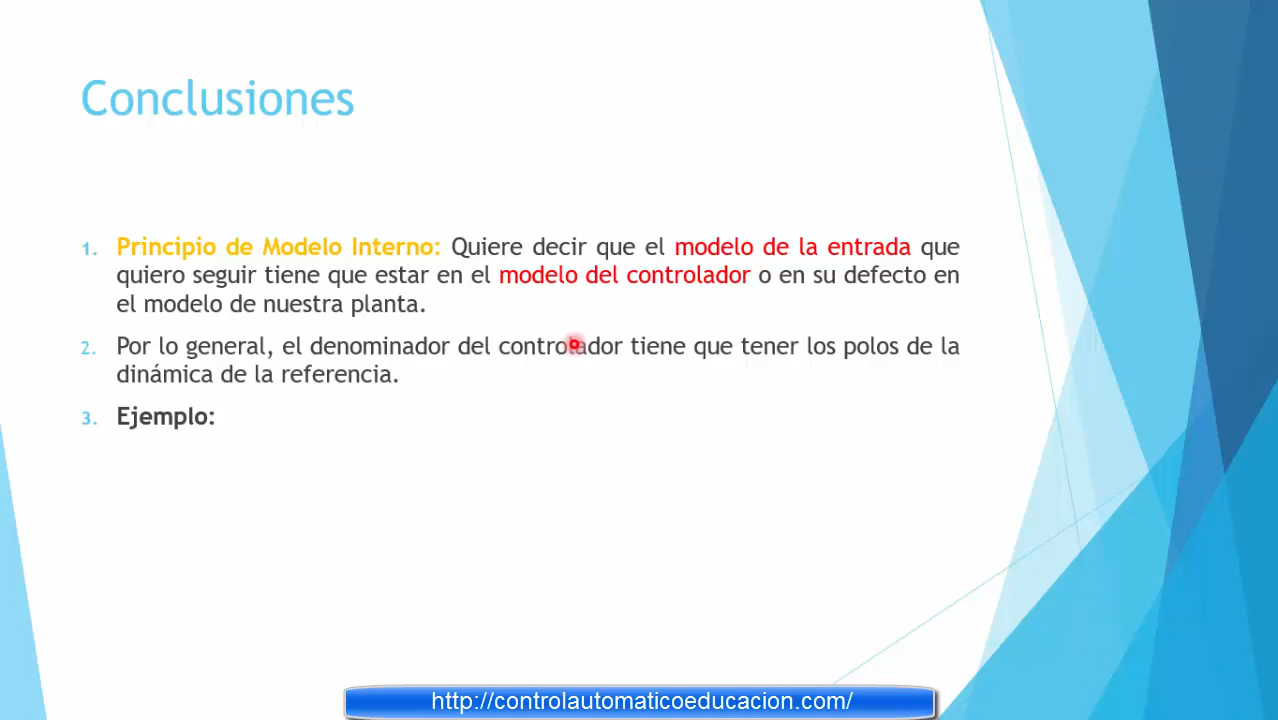 Conclusiones
1. Principio de Modelo Interno: Quiere decir que el modelo de la entrada que
quiero seguir tiene que estar en el modelo del controlador o en su defecto en
el modelo de nuestra planta.
2. Por lo general, el denominador del controlador tiene que tener los polos de la
dinámica de la referencia.
3. Ejemplo:
http://controlautomaticoeducacion.com/